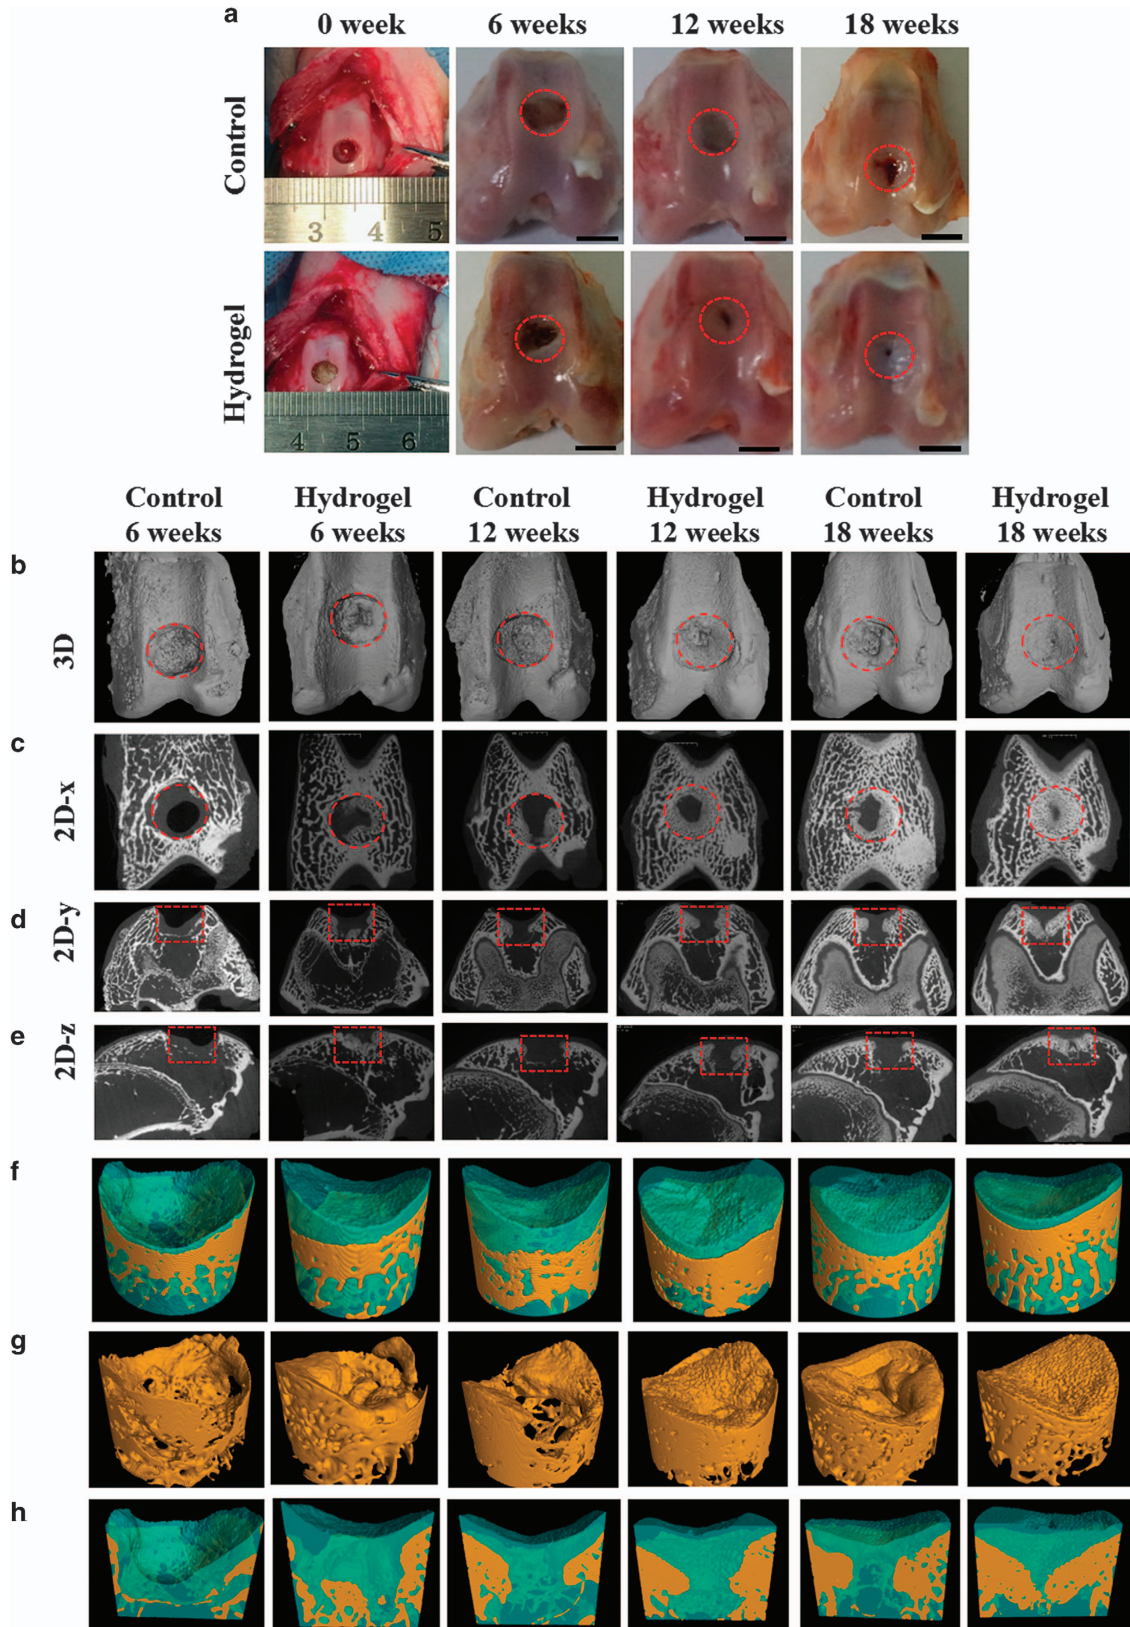 a
0 week 6 weeks 12 weeks 18 weeks
Control
3 4 5
Hydrogel
4 5 6
Control Hydrogel Control Hydrogel Control Hydrogel
6 weeks 6 weeks 12 weeks 12 weeks 18 weeks 18 weeks
b
3D
c
2D-x
d
2D-y
e
2D-z
f
g
h